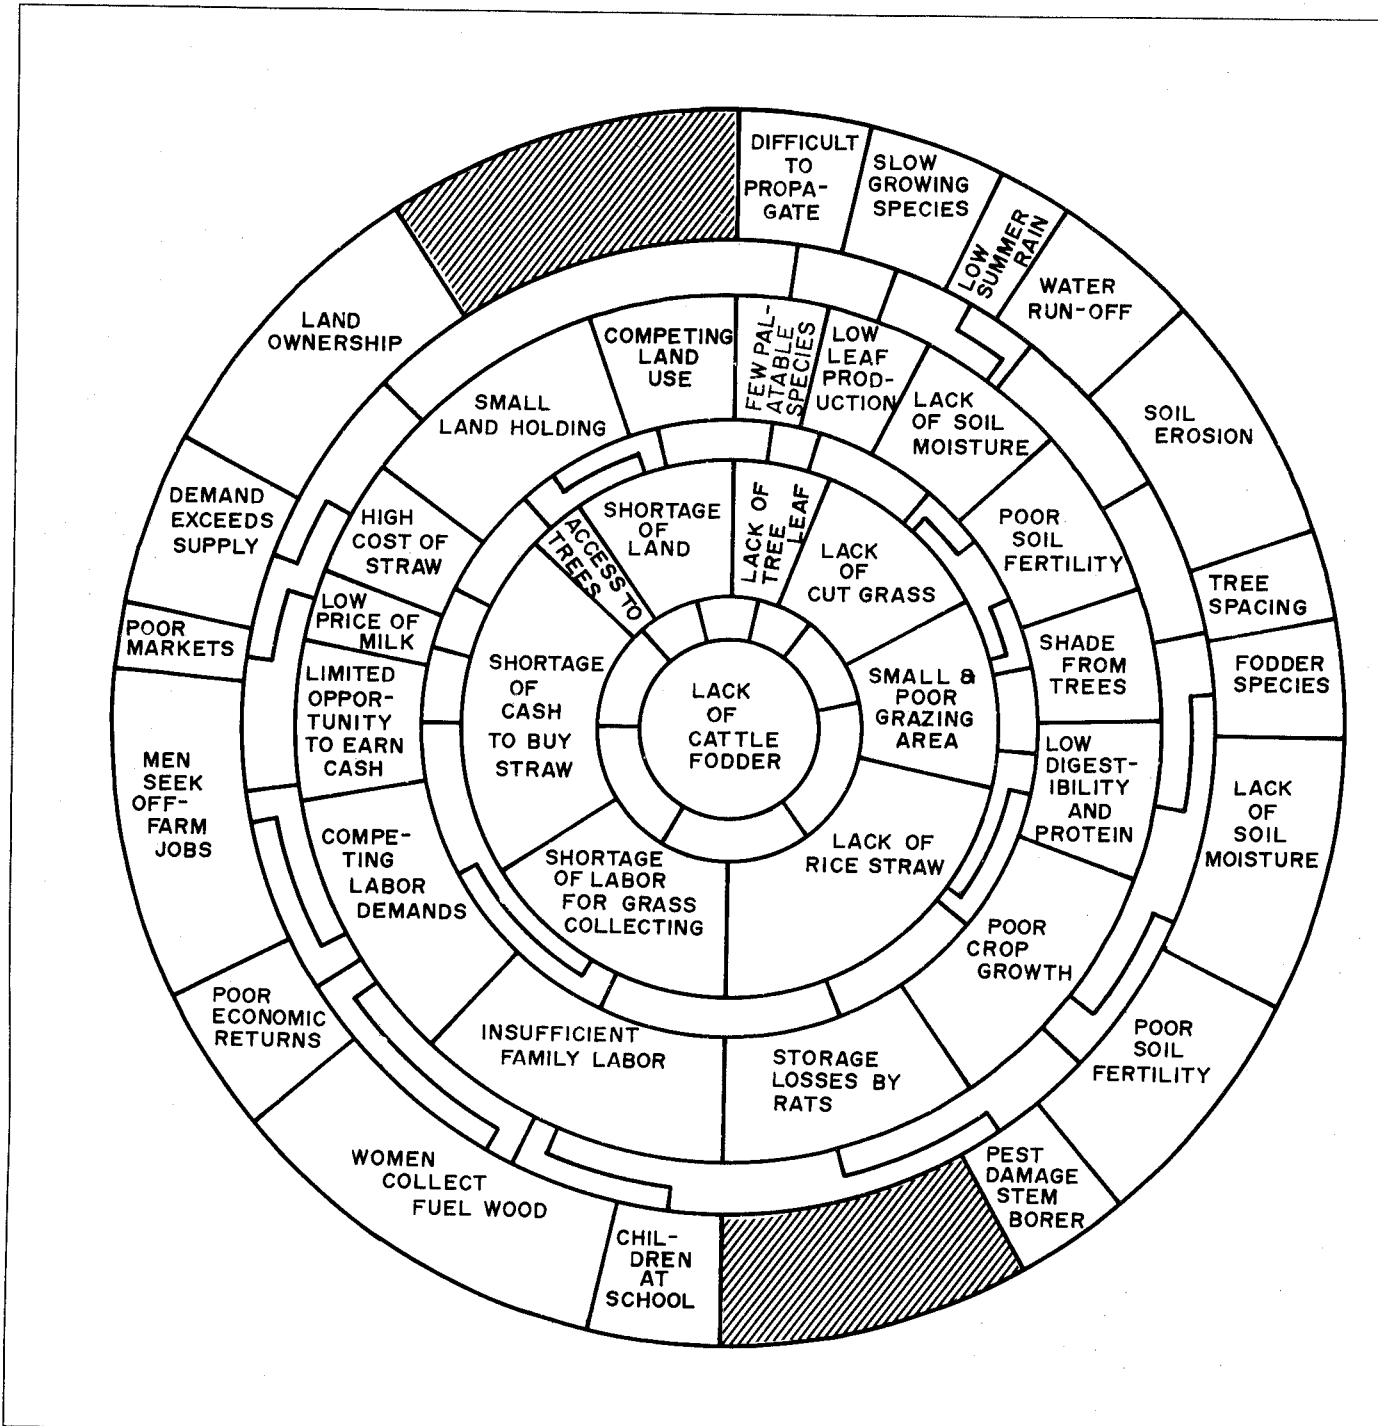 LACK
OF
CATTLE
FODDER
LACK OF
TREE
LEAF
LACK
OF
CUT GRASS
SMALL &
POOR
GRAZING
AREA
LACK OF
RICE STRAW
SHORTAGE
OF LABOR
FOR GRASS
COLLECTING
SHORTAGE
OF
CASH
TO BUY
STRAW
ACCESS TO
TREES
SHORTAGE
OF
LAND
FEW PAL-
ATABLE
SPECIES
LOW
LEAF
PROD-
UCTION
LACK
OF SOIL
MOISTURE
POOR
SOIL
FERTILITY
SHADE
FROM
TREES
LOW
DIGEST-
IBILITY
AND
PROTEIN
POOR
CROP
GROWTH
STORAGE
LOSSES BY
RATS
INSUFFICIENT
FAMILY LABOR
COMPE-
TING
LABOR
DEMANDS
LIMITED
OPPOR-
TUNITY
TO EARN
CASH
LOW
PRICE OF
MILK
HIGH
COST OF
STRAW
SMALL
LAND HOLDING
COMPETING
LAND
USE
DIFFICULT
TO
PROPA-
GATE
SLOW
GROWING
SPECIES
LOW
SUMMER
RAIN
WATER
RUN-OFF
SOIL
EROSION
TREE
SPACING
FODDER
SPECIES
LACK
OF
SOIL
MOISTURE
POOR
SOIL
FERTILITY
PEST
DAMAGE
STEM
BORER
CHIL-
DREN
AT
SCHOOL
WOMEN
COLLECT
FUEL WOOD
POOR
ECONOMIC
RETURNS
MEN
SEEK
OFF-
FARM
JOBS
POOR
MARKETS
DEMAND
EXCEEDS
SUPPLY
LAND
OWNERSHIP